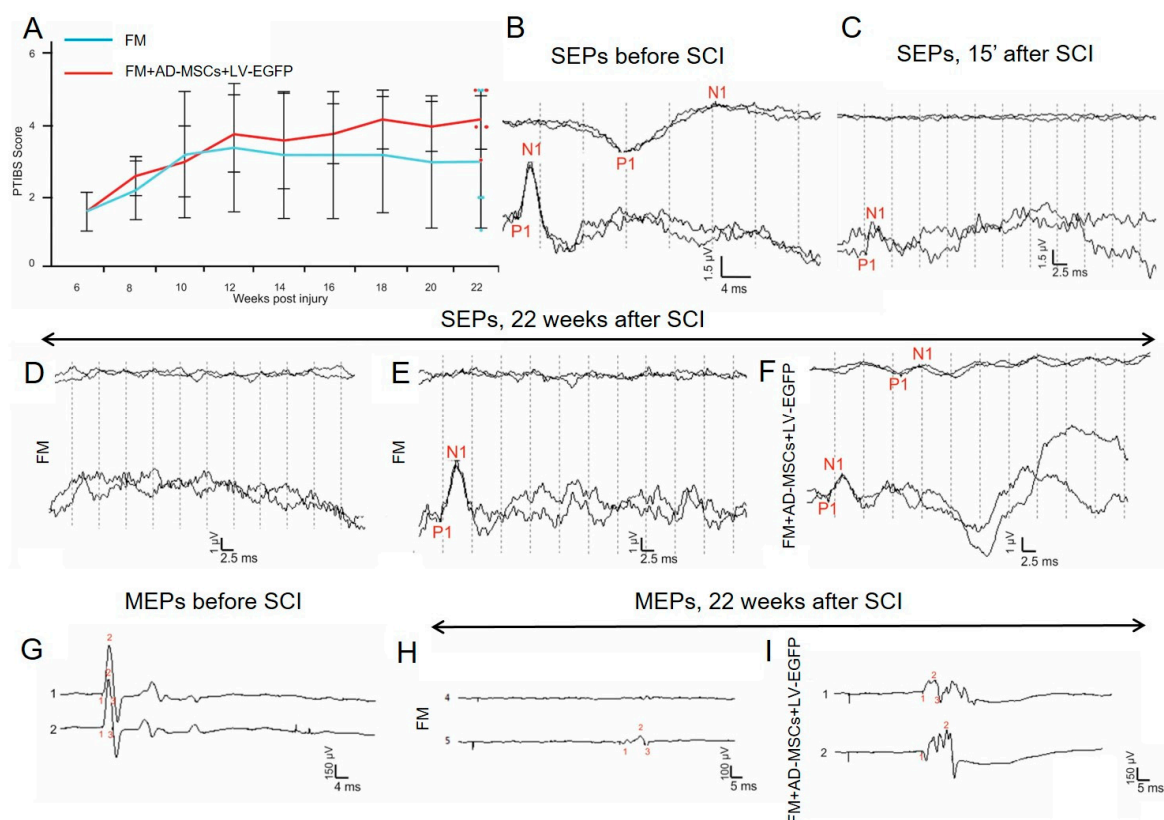 A
B
C
SEPs before SCI
SEPs, 15’ after SCI
FM
FM+AD-MSCs+LV-EGFP
PTIBS Score
6
4
2
0
6 8 10 12 14 16 18 20 22
Weeks post injury
N1
P1
N1
P1
1.5 µV
4 ms
N1
P1
1.5 µV
2.5 ms
SEPs, 22 weeks after SCI
D
FM
1 µV
2.5 ms
E
FM
N1
P1
1 µV
2.5 ms
F
FM+AD-MSCs+LV-EGFP
N1
P1
N1
P1
1 µV
2.5 ms
MEPs before SCI
MEPs, 22 weeks after SCI
G
2
1
1
2
2
1 3
150 µV
4 ms
H
FM
4
5
1 2 3
100 µV
5 ms
I
FM+AD-MSCs+LV-EGFP
1
1 2 3
2
1 2
150 µV
5 ms